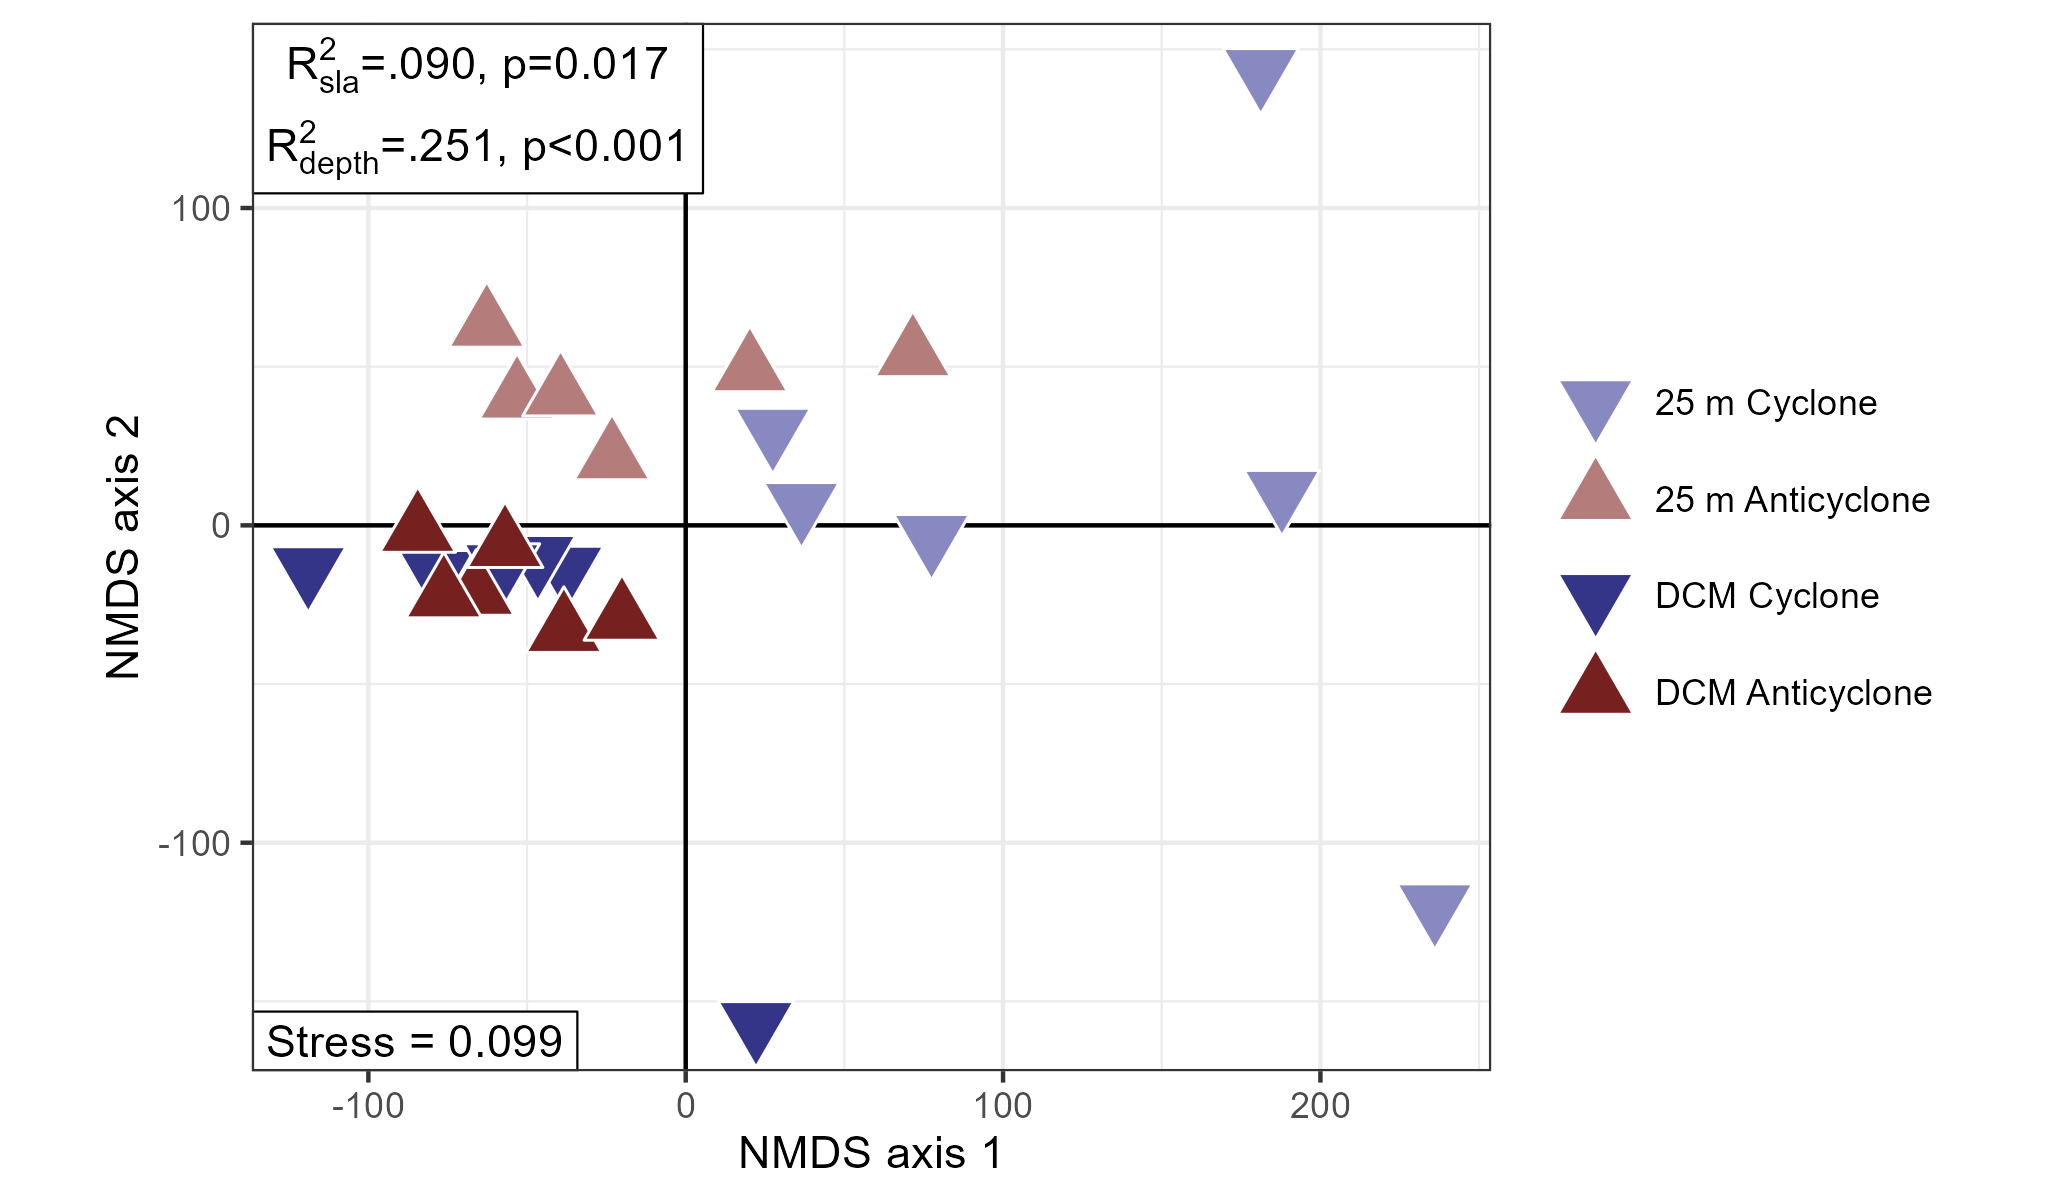 R²sla=.090, p=0.017
R²depth=.251, p<0.001
100
0
-100
NMDS axis 2
Stress = 0.099
-100 0 100 200
NMDS axis 1
25 m Cyclone
25 m Anticyclone
DCM Cyclone
DCM Anticyclone